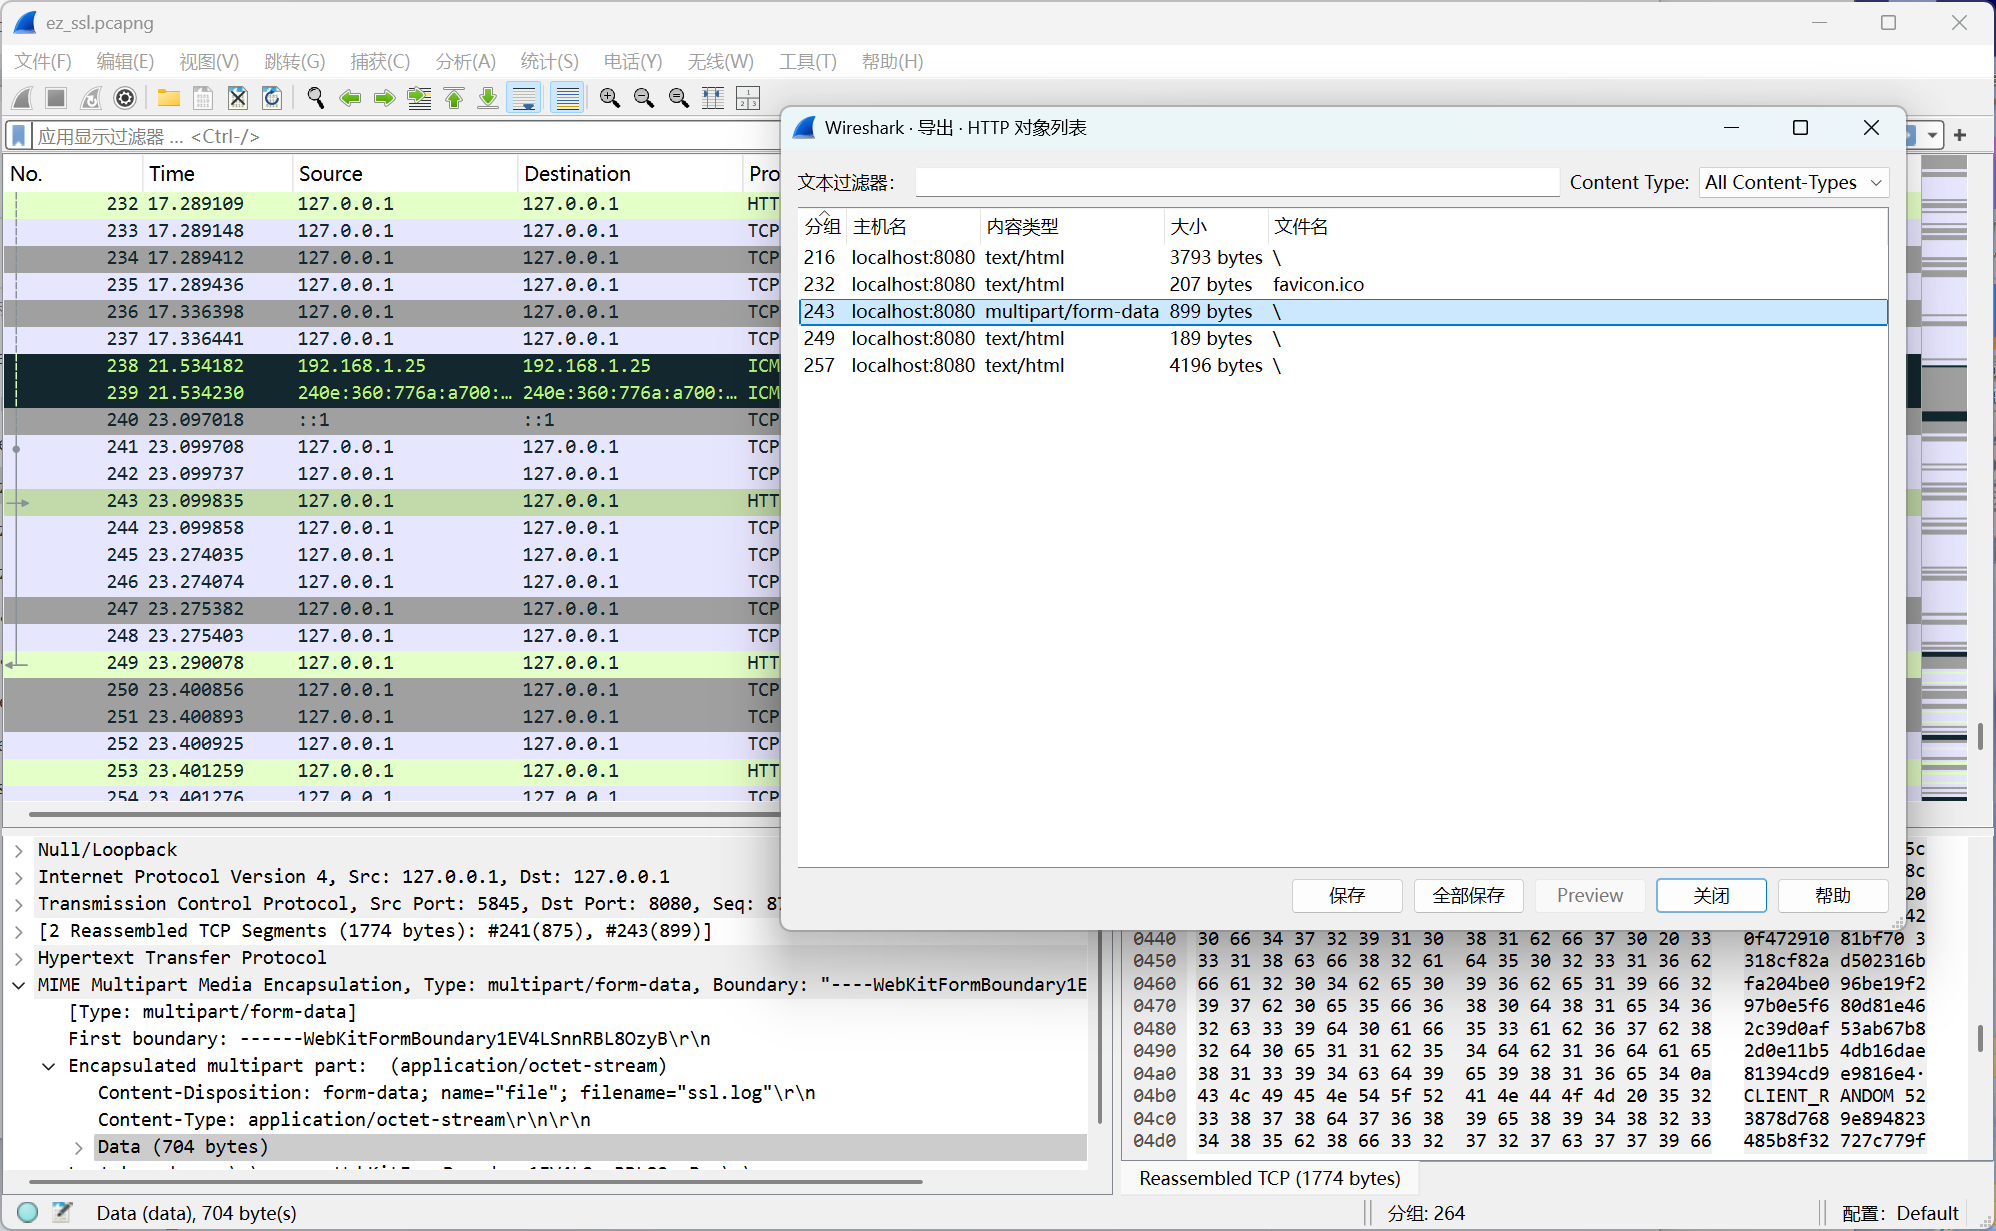 ez_ssl.pcapng
文件(F) 编辑(E) 视图(V) 跳转(G) 捕获(C) 分析(A) 统计(S) 电话(Y) 无线(W) 工具(T) 帮助(H)
应用显示过滤器 … <Ctrl-/>
No. Time Source Destination Pro
232 17.289109 127.0.0.1 127.0.0.1 HTT
233 17.289148 127.0.0.1 127.0.0.1 TCP
234 17.289412 127.0.0.1 127.0.0.1 TCP
235 17.289436 127.0.0.1 127.0.0.1 TCP
236 17.336398 127.0.0.1 127.0.0.1 TCP
237 17.336441 127.0.0.1 127.0.0.1 TCP
238 21.534182 192.168.1.25 192.168.1.25 ICM
239 21.534230 240e:360:776a:a700:… 240e:360:776a:a700:… ICM
240 23.097018 ::1 ::1 TCP
241 23.099708 127.0.0.1 127.0.0.1 TCP
242 23.099737 127.0.0.1 127.0.0.1 TCP
243 23.099835 127.0.0.1 127.0.0.1 HTT
244 23.099858 127.0.0.1 127.0.0.1 TCP
245 23.274035 127.0.0.1 127.0.0.1 TCP
246 23.274074 127.0.0.1 127.0.0.1 TCP
247 23.275382 127.0.0.1 127.0.0.1 TCP
248 23.275403 127.0.0.1 127.0.0.1 TCP
249 23.290078 127.0.0.1 127.0.0.1 HTT
250 23.400856 127.0.0.1 127.0.0.1 TCP
251 23.400893 127.0.0.1 127.0.0.1 TCP
252 23.400925 127.0.0.1 127.0.0.1 TCP
253 23.401259 127.0.0.1 127.0.0.1 HTT
254 23.401276 127.0.0.1 127.0.0.1 TCP
Wireshark · 导出 · HTTP 对象列表
文本过滤器： Content Type: All Content-Types
分组 主机名 内容类型 大小 文件名
216 localhost:8080 text/html 3793 bytes \
232 localhost:8080 text/html 207 bytes favicon.ico
243 localhost:8080 multipart/form-data 899 bytes \
249 localhost:8080 text/html 189 bytes \
257 localhost:8080 text/html 4196 bytes \
保存 全部保存 Preview 关闭 帮助
Null/Loopback
Internet Protocol Version 4, Src: 127.0.0.1, Dst: 127.0.0.1
Transmission Control Protocol, Src Port: 5845, Dst Port: 8080, Seq: 87
[2 Reassembled TCP Segments (1774 bytes): #241(875), #243(899)]
Hypertext Transfer Protocol
MIME Multipart Media Encapsulation, Type: multipart/form-data, Boundary: "----WebKitFormBoundary1E
[Type: multipart/form-data]
First boundary: ------WebKitFormBoundary1EV4LSnnRBL8OzyB\r\n
Encapsulated multipart part: (application/octet-stream)
Content-Disposition: form-data; name="file"; filename="ssl.log"\r\n
Content-Type: application/octet-stream\r\n\r\n
Data (704 bytes)
5c
8c
20
42
0440 30 66 34 37 32 39 31 30 38 31 62 66 37 30 20 33 0f472910 81bf70 3
0450 33 31 38 63 66 38 32 61 64 35 30 32 33 31 36 62 318cf82a d502316b
0460 66 61 32 30 34 62 65 30 39 36 62 65 31 39 66 32 fa204be0 96be19f2
0470 39 37 62 30 65 35 66 36 38 30 64 38 31 65 34 36 97b0e5f6 80d81e46
0480 32 63 33 39 64 30 61 66 35 33 61 62 36 37 62 38 2c39d0af 53ab67b8
0490 32 64 30 65 31 31 62 35 34 64 62 31 36 64 61 65 2d0e11b5 4db16dae
04a0 38 31 33 39 34 63 64 39 65 39 38 31 36 65 34 0a 81394cd9 e9816e4·
04b0 43 4c 49 45 4e 54 5f 52 41 4e 44 4f 4d 20 35 32 CLIENT_R ANDOM 52
04c0 33 38 37 38 64 37 36 38 39 65 38 39 34 38 32 33 3878d768 9e894823
04d0 34 38 35 62 38 66 33 32 37 32 37 63 37 37 39 66 485b8f32 727c779f
Reassembled TCP (1774 bytes)
Data (data), 704 byte(s) 分组: 264 配置：Default